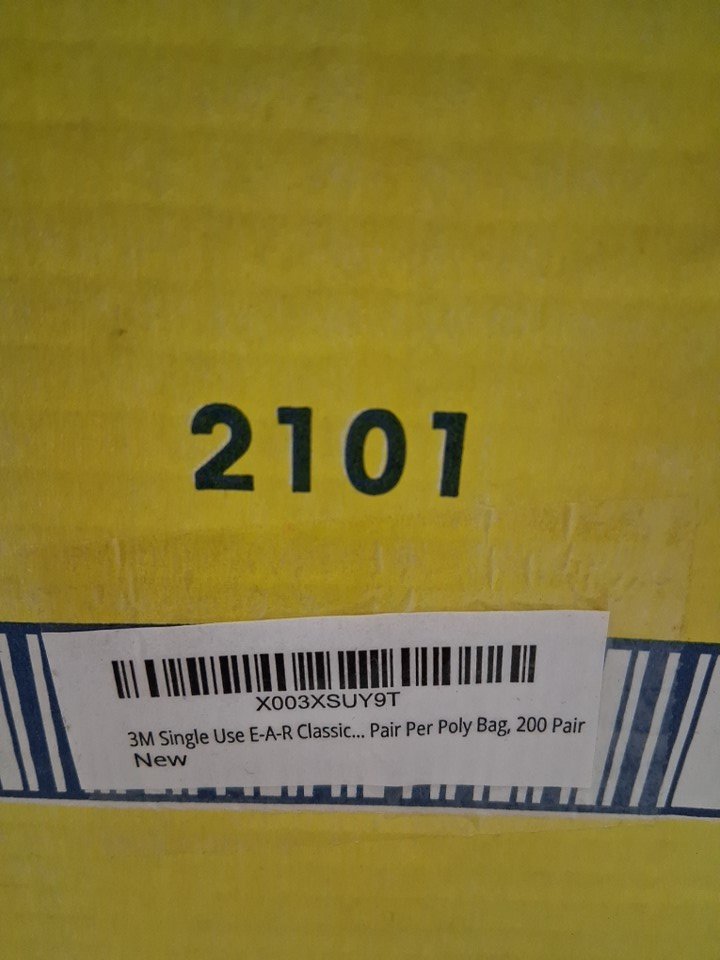 2101
X003XSUY9T
3M Single Use E-A-R Classic... Pair Per Poly Bag, 200 Pair
New